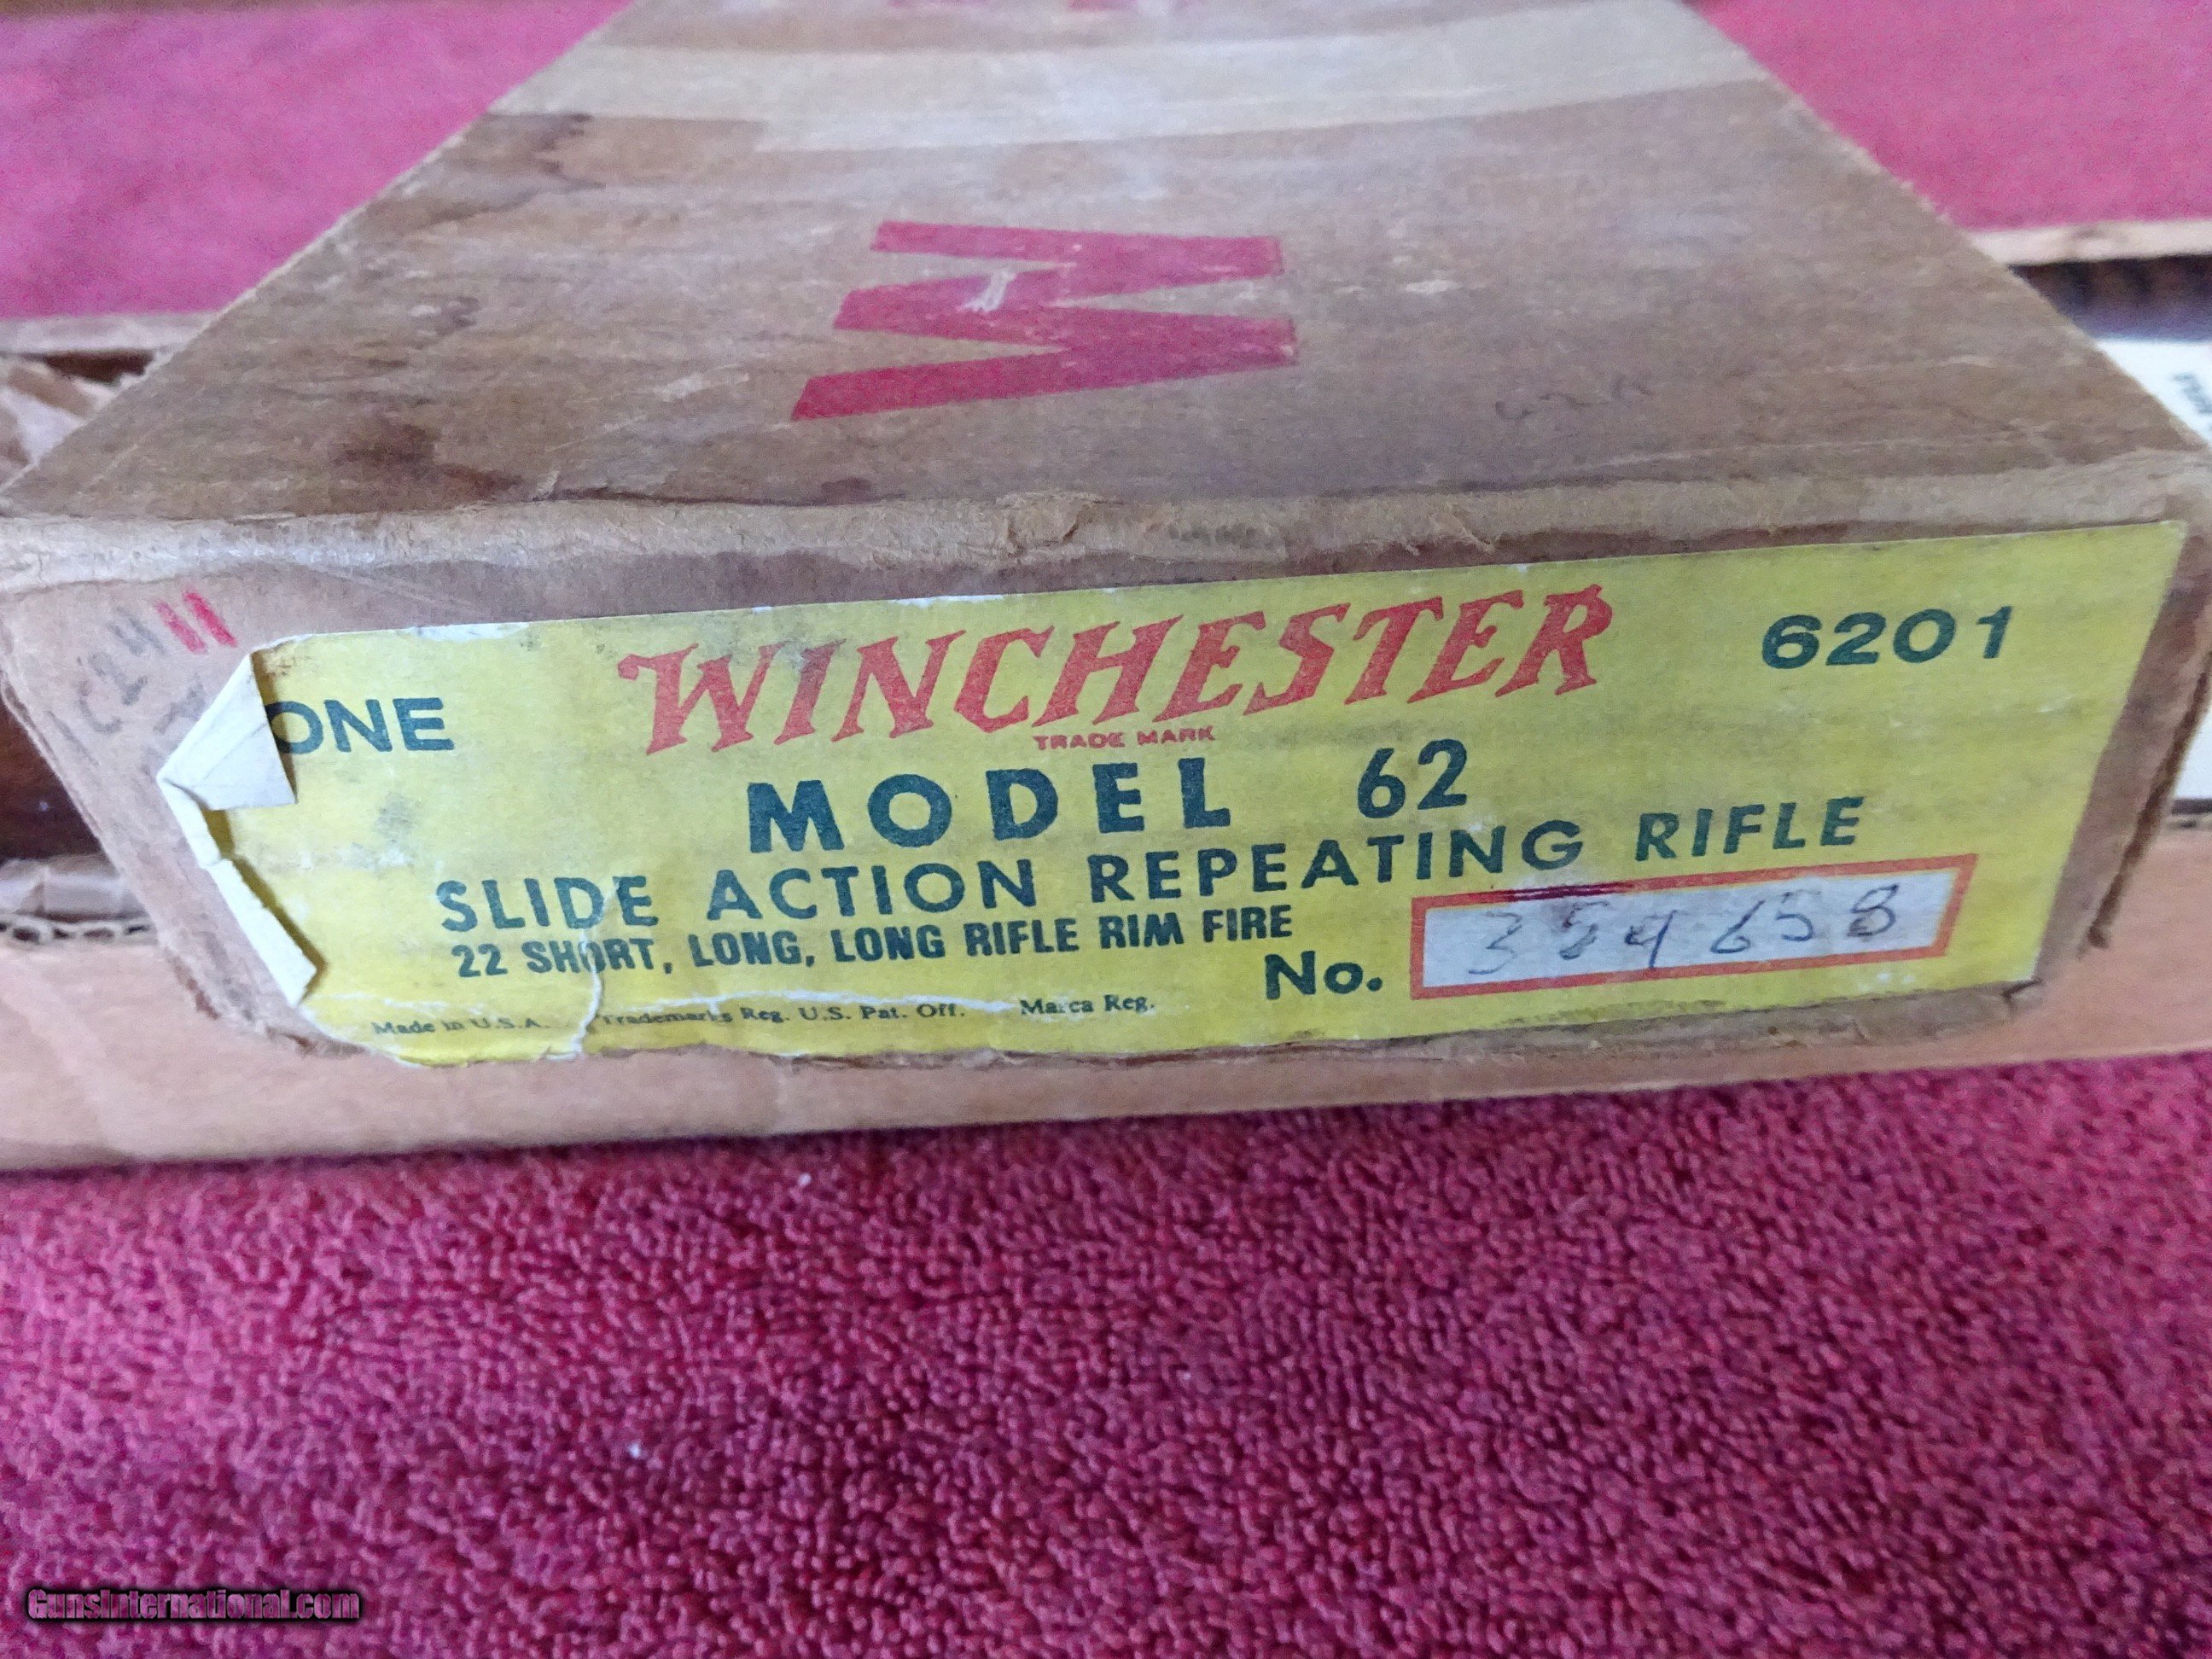 W
ONE
WINCHESTER
6201
TRADE MARK
MODEL 62
SLIDE ACTION REPEATING RIFLE
22 SHORT, LONG, LONG RIFLE RIM FIRE
No. 354658
Made in U.S.A. Trademarks Reg. U.S. Pat. Off. Marca Reg.
GunsInternational.com